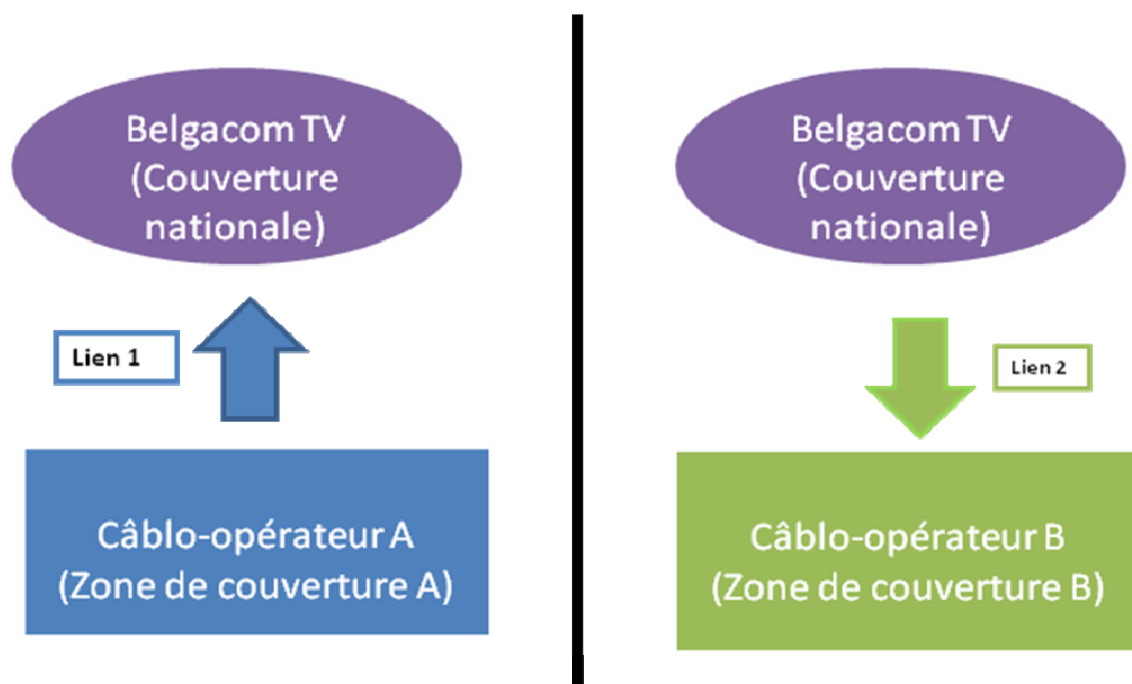 Belgacom TV
(Couverture
nationale)
Lien 1
Câblo-opérateur A
(Zone de couverture A)
Belgacom TV
(Couverture
nationale)
Lien 2
Câblo-opérateur B
(Zone de couverture B)